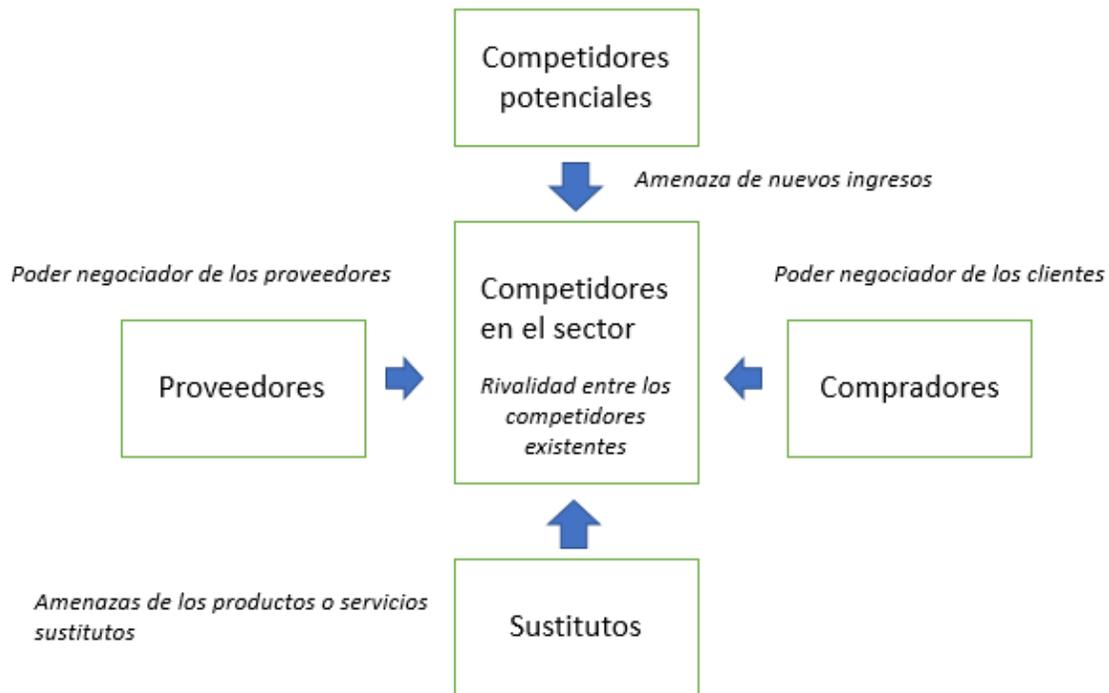 Competidores
potenciales
Amenaza de nuevos ingresos
Poder negociador de los proveedores
Poder negociador de los clientes
Competidores
en el sector
Rivalidad entre los
competidores
existentes
Proveedores
Compradores
Amenazas de los productos o servicios
sustitutos
Sustitutos